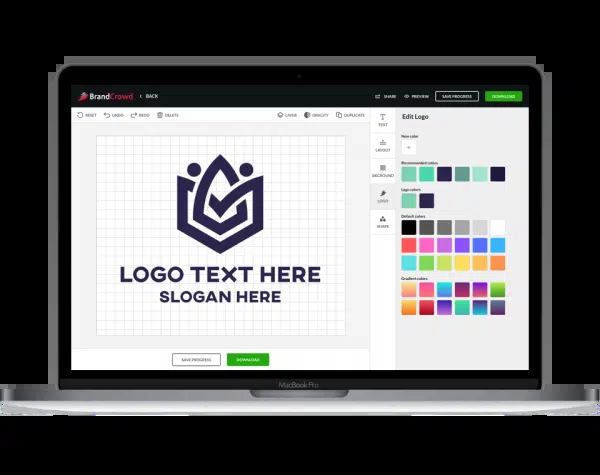 BrandCrowd
BACK
SHARE
PREVIEW
SAVE PROGRESS
DOWNLOAD
RESET
UNDO
REDO
DELETE
LAYER
OPACITY
DUPLICATE
TEXT
LAYOUT
BACKGROUND
LOGO
SHAPE
Edit Logo
New color
+
Recommended colors
Logo colors
Default colors
Gradient colors
LOGO TEXT HERE
SLOGAN HERE
SAVE PROGRESS
DOWNLOAD
MacBook Pro